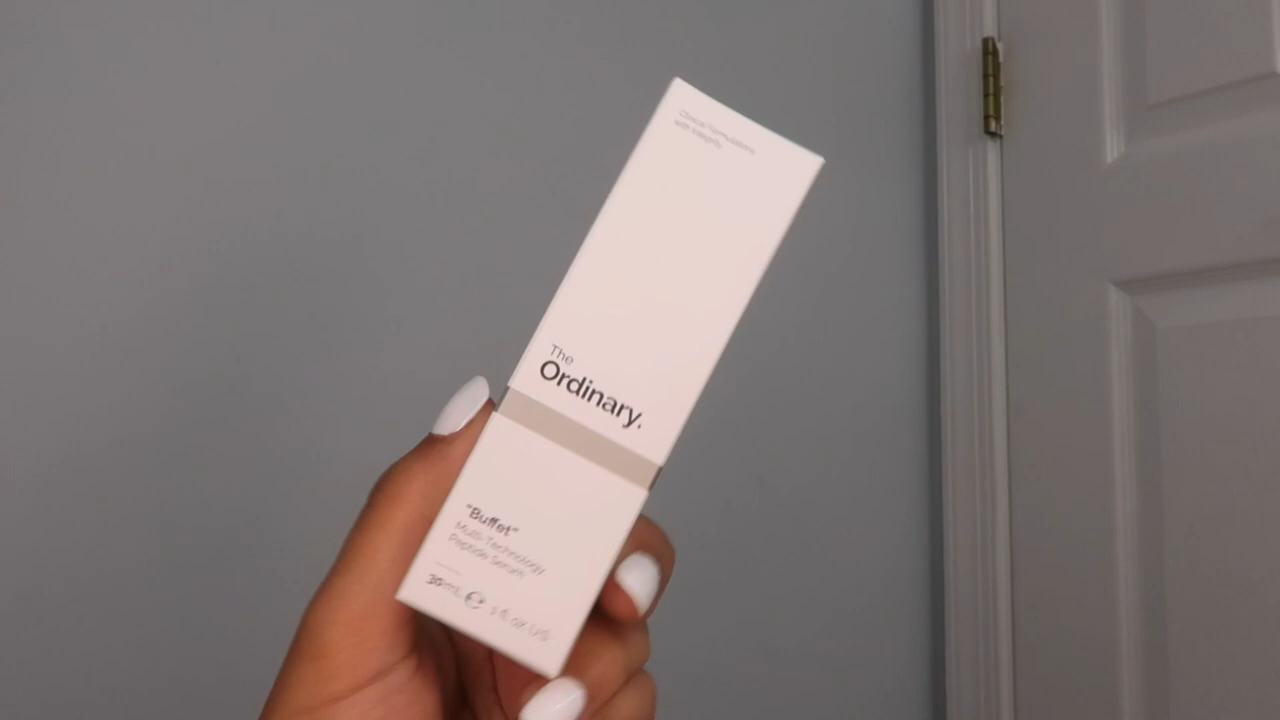 Clinical Formulations
with Integrity.
The
Ordinary.
"Buffet"
Multi-Technology
Peptide Serum
30mL ℮ 1 fl oz US